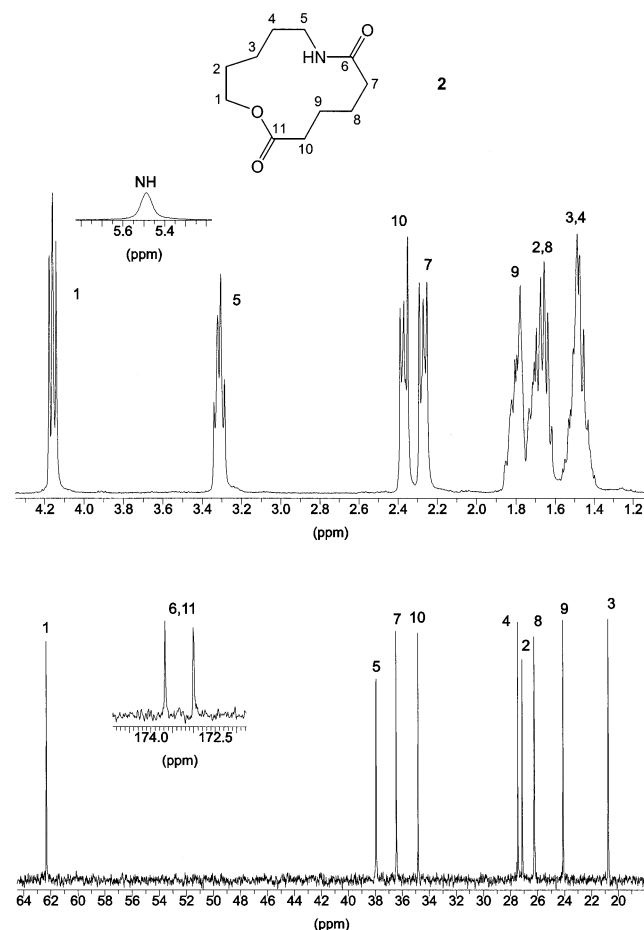 4 5 O
3 HN 6
2 7 2
1 O 9 8
11 10
O
NH
5.6 5.4
(ppm)
1 5 10 7 9 2,8 3,4
4.2 4.0 3.8 3.6 3.4 3.2 3.0 2.8 2.6 2.4 2.2 2.0 1.8 1.6 1.4 1.2
(ppm)
1 6,11 5 7 10 4 2 8 9 3
174.0 172.5
(ppm)
64 62 60 58 56 54 52 50 48 46 44 42 40 38 36 34 32 30 28 26 24 22 20
(ppm)